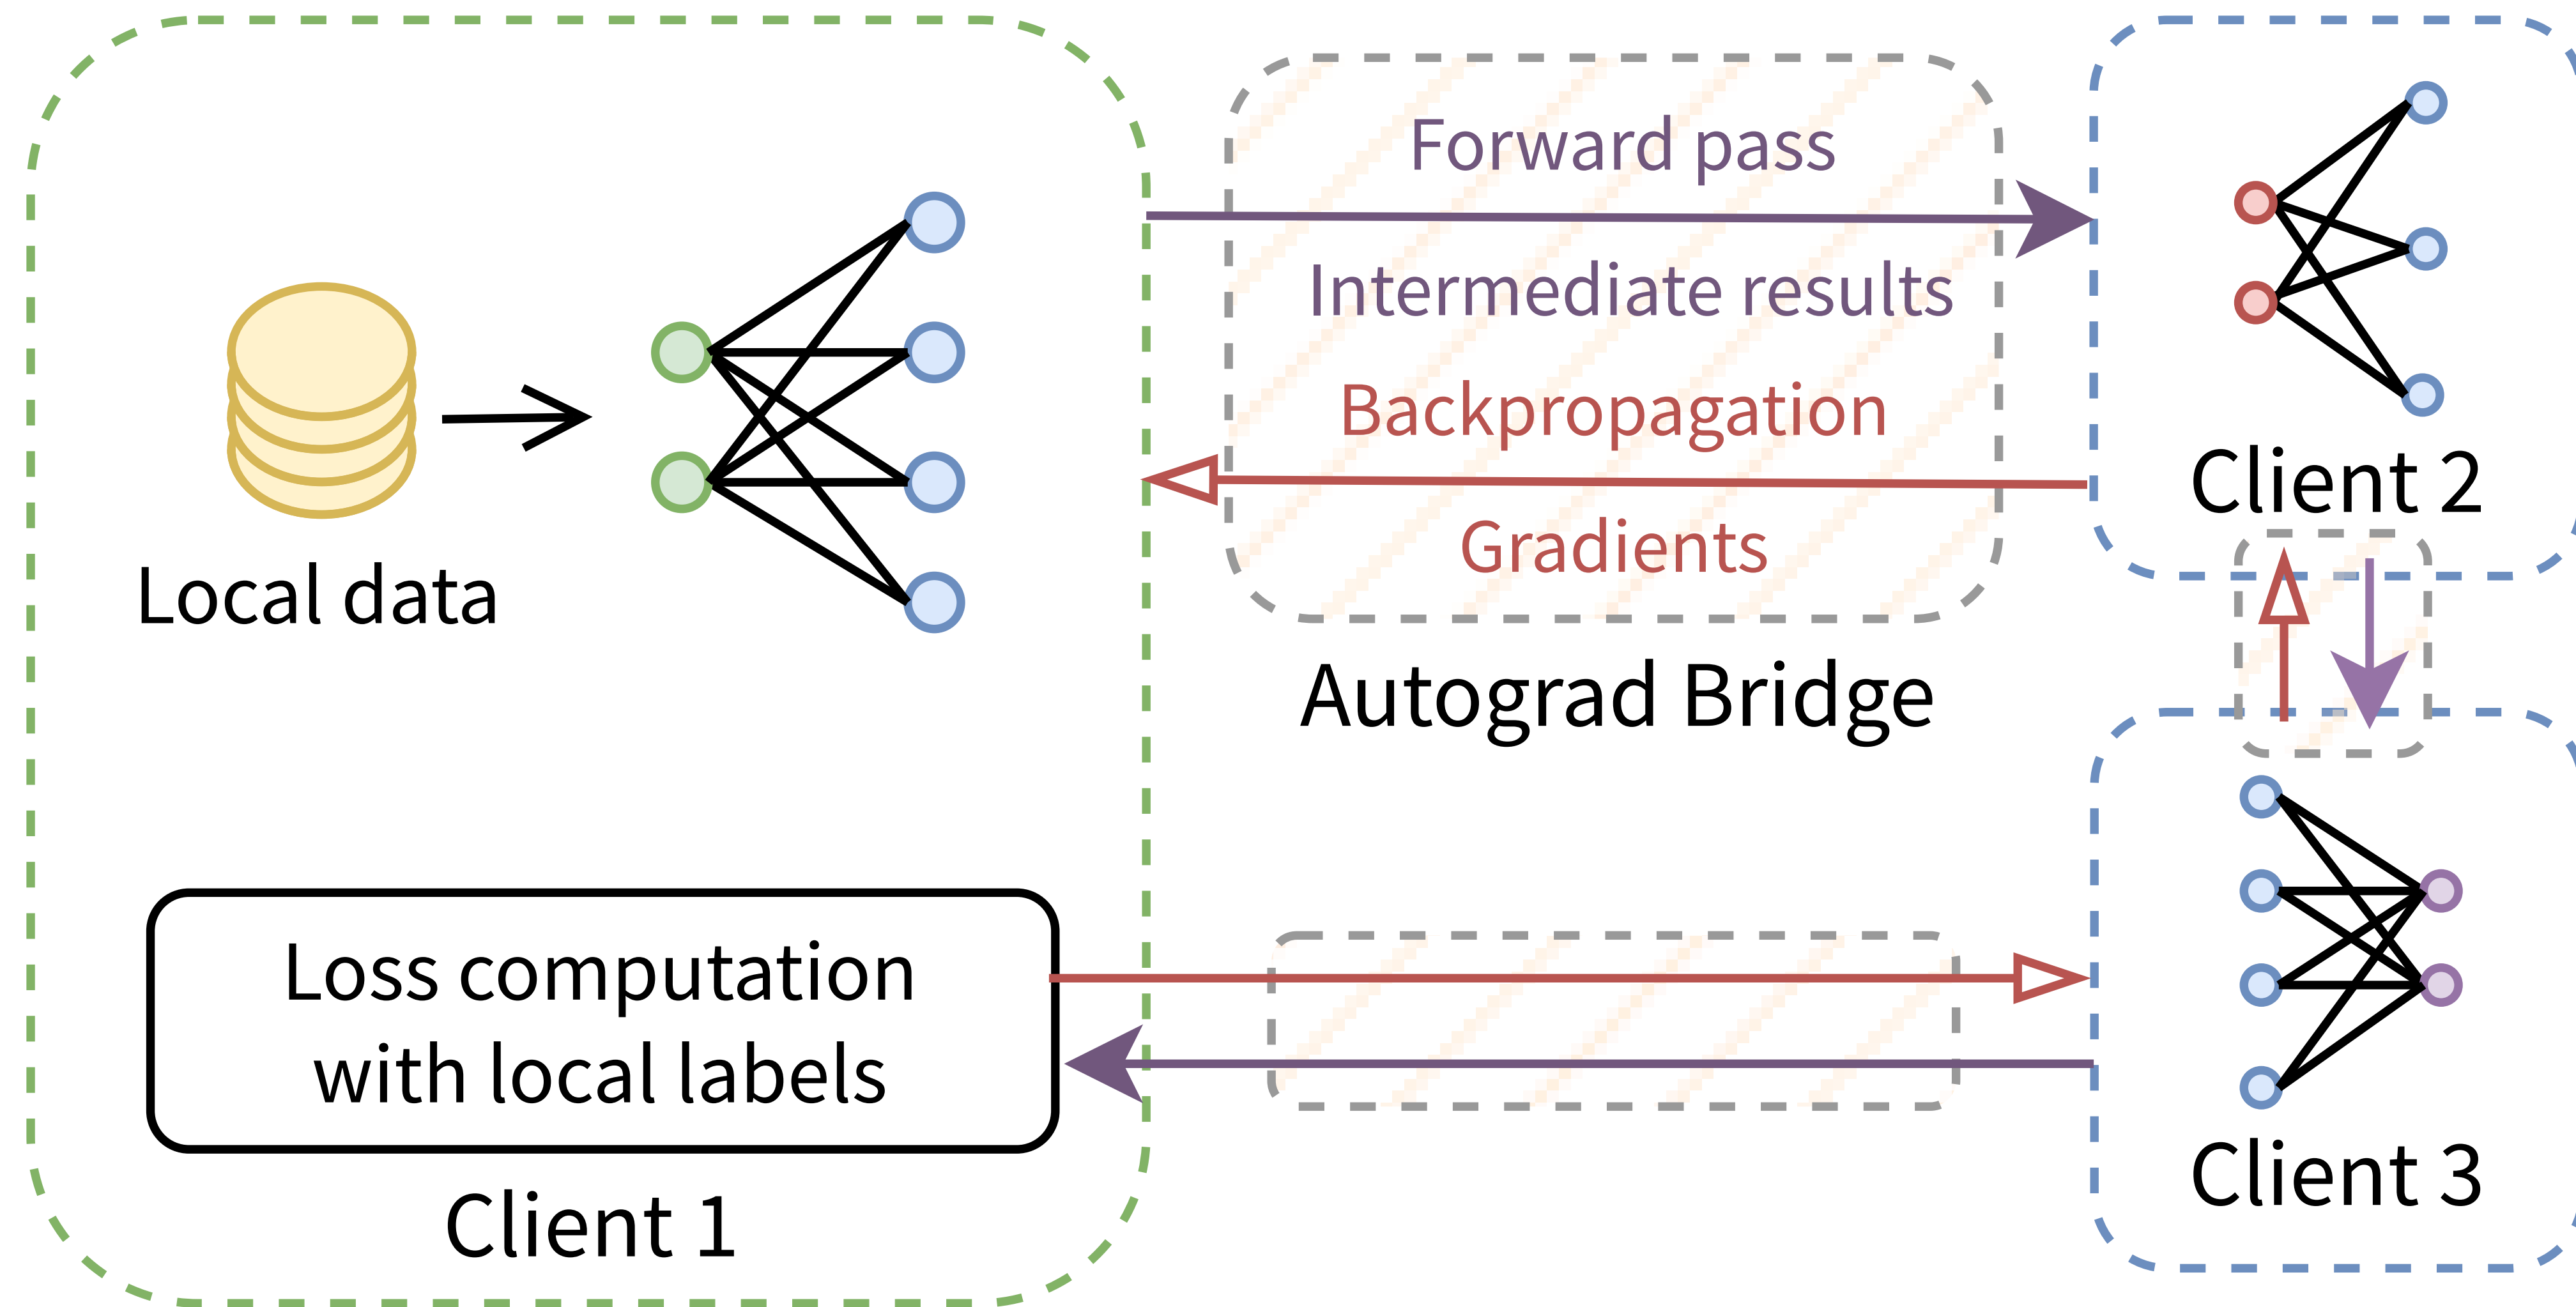 Forward pass
Intermediate results
Backpropagation
Gradients
Autograd Bridge
Local data
Loss computation
with local labels
Client 1
Client 2
Client 3